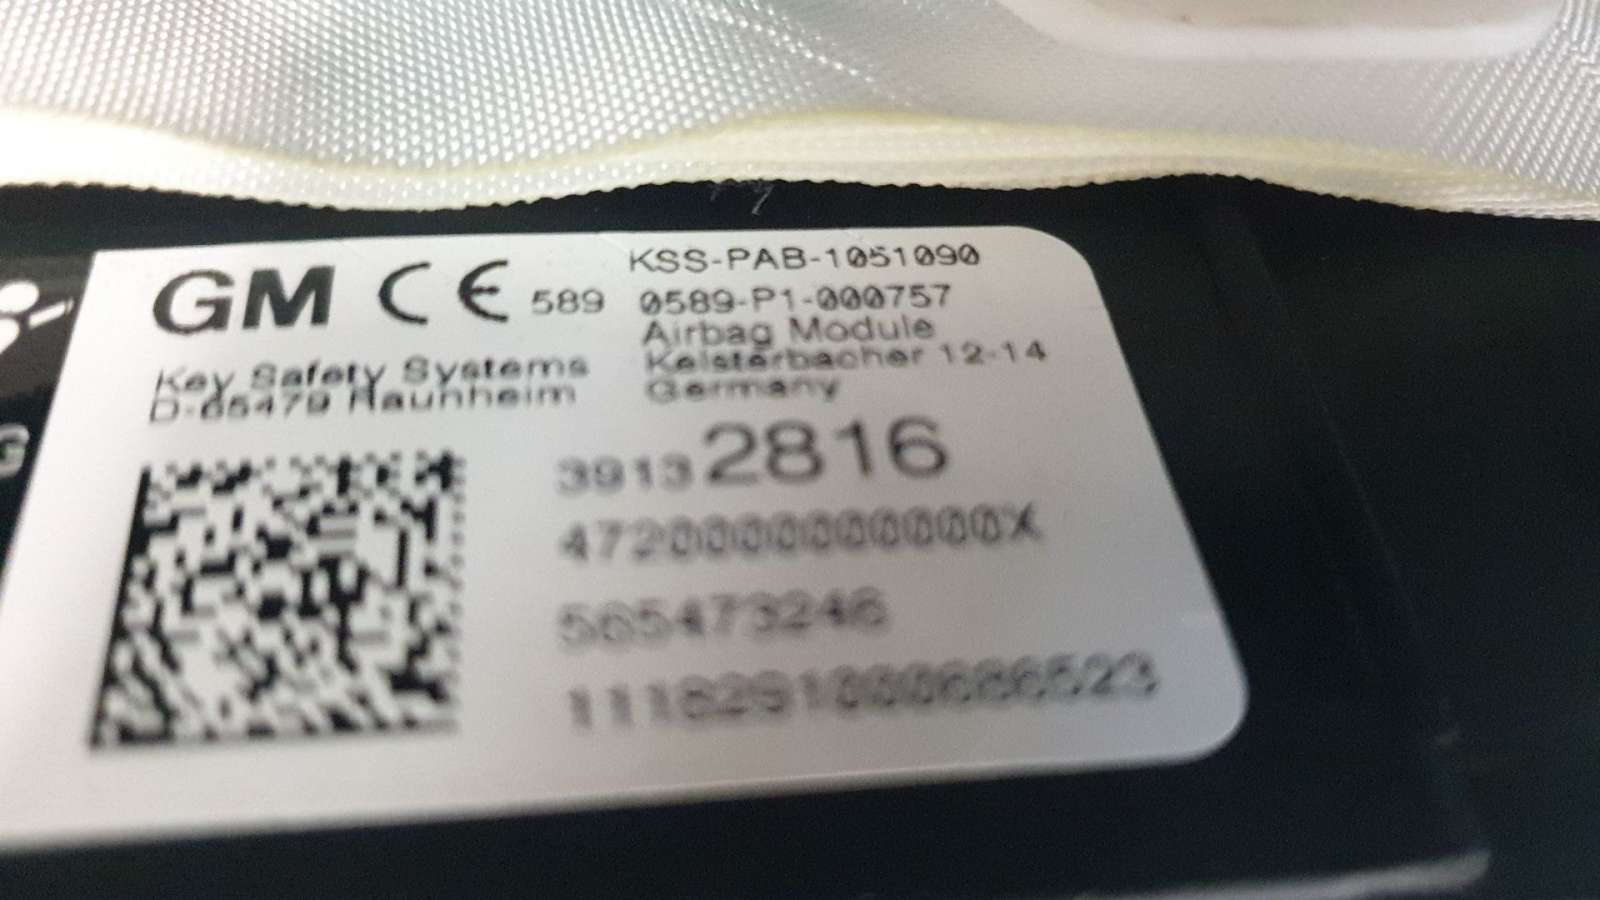 GM CE 589
KSS-PAB-1051090
0589-P1-000757
Airbag Module
Kelsterbacher 12-14
Germany
Key Safety Systems
D-65479 Raunheim
39132816
4720000000000X
565473246
G